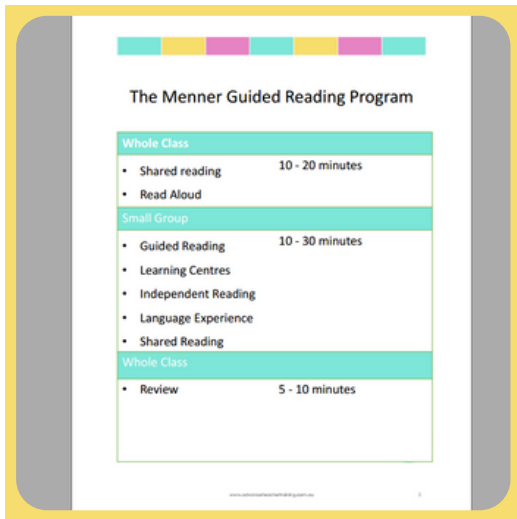 The Menner Guided Reading Program
Whole Class
• Shared reading 10 - 20 minutes
• Read Aloud
Small Group
• Guided Reading 10 - 30 minutes
• Learning Centres
• Independent Reading
• Language Experience
• Shared Reading
Whole Class
• Review 5 - 10 minutes